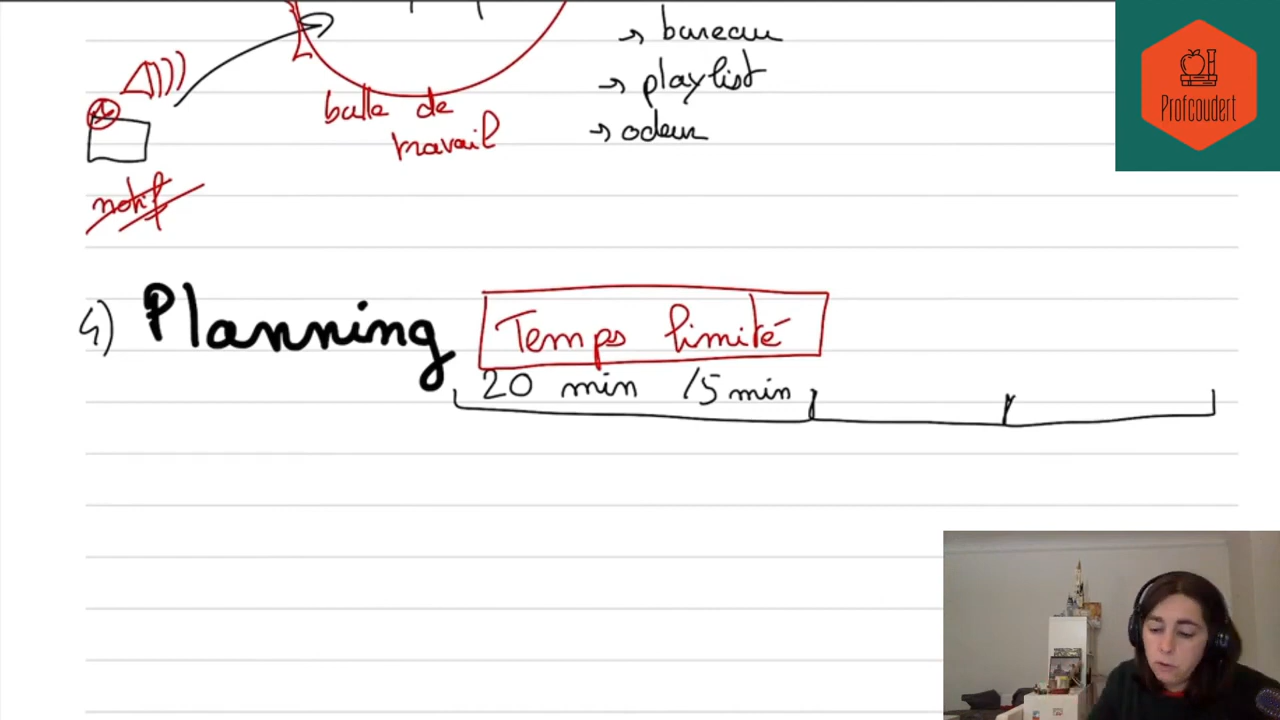 → bureau
→ playlist
→ odeur
bulle de
travail
notif
4) Planning Temps limité
20 min /5 min
Profcoudert